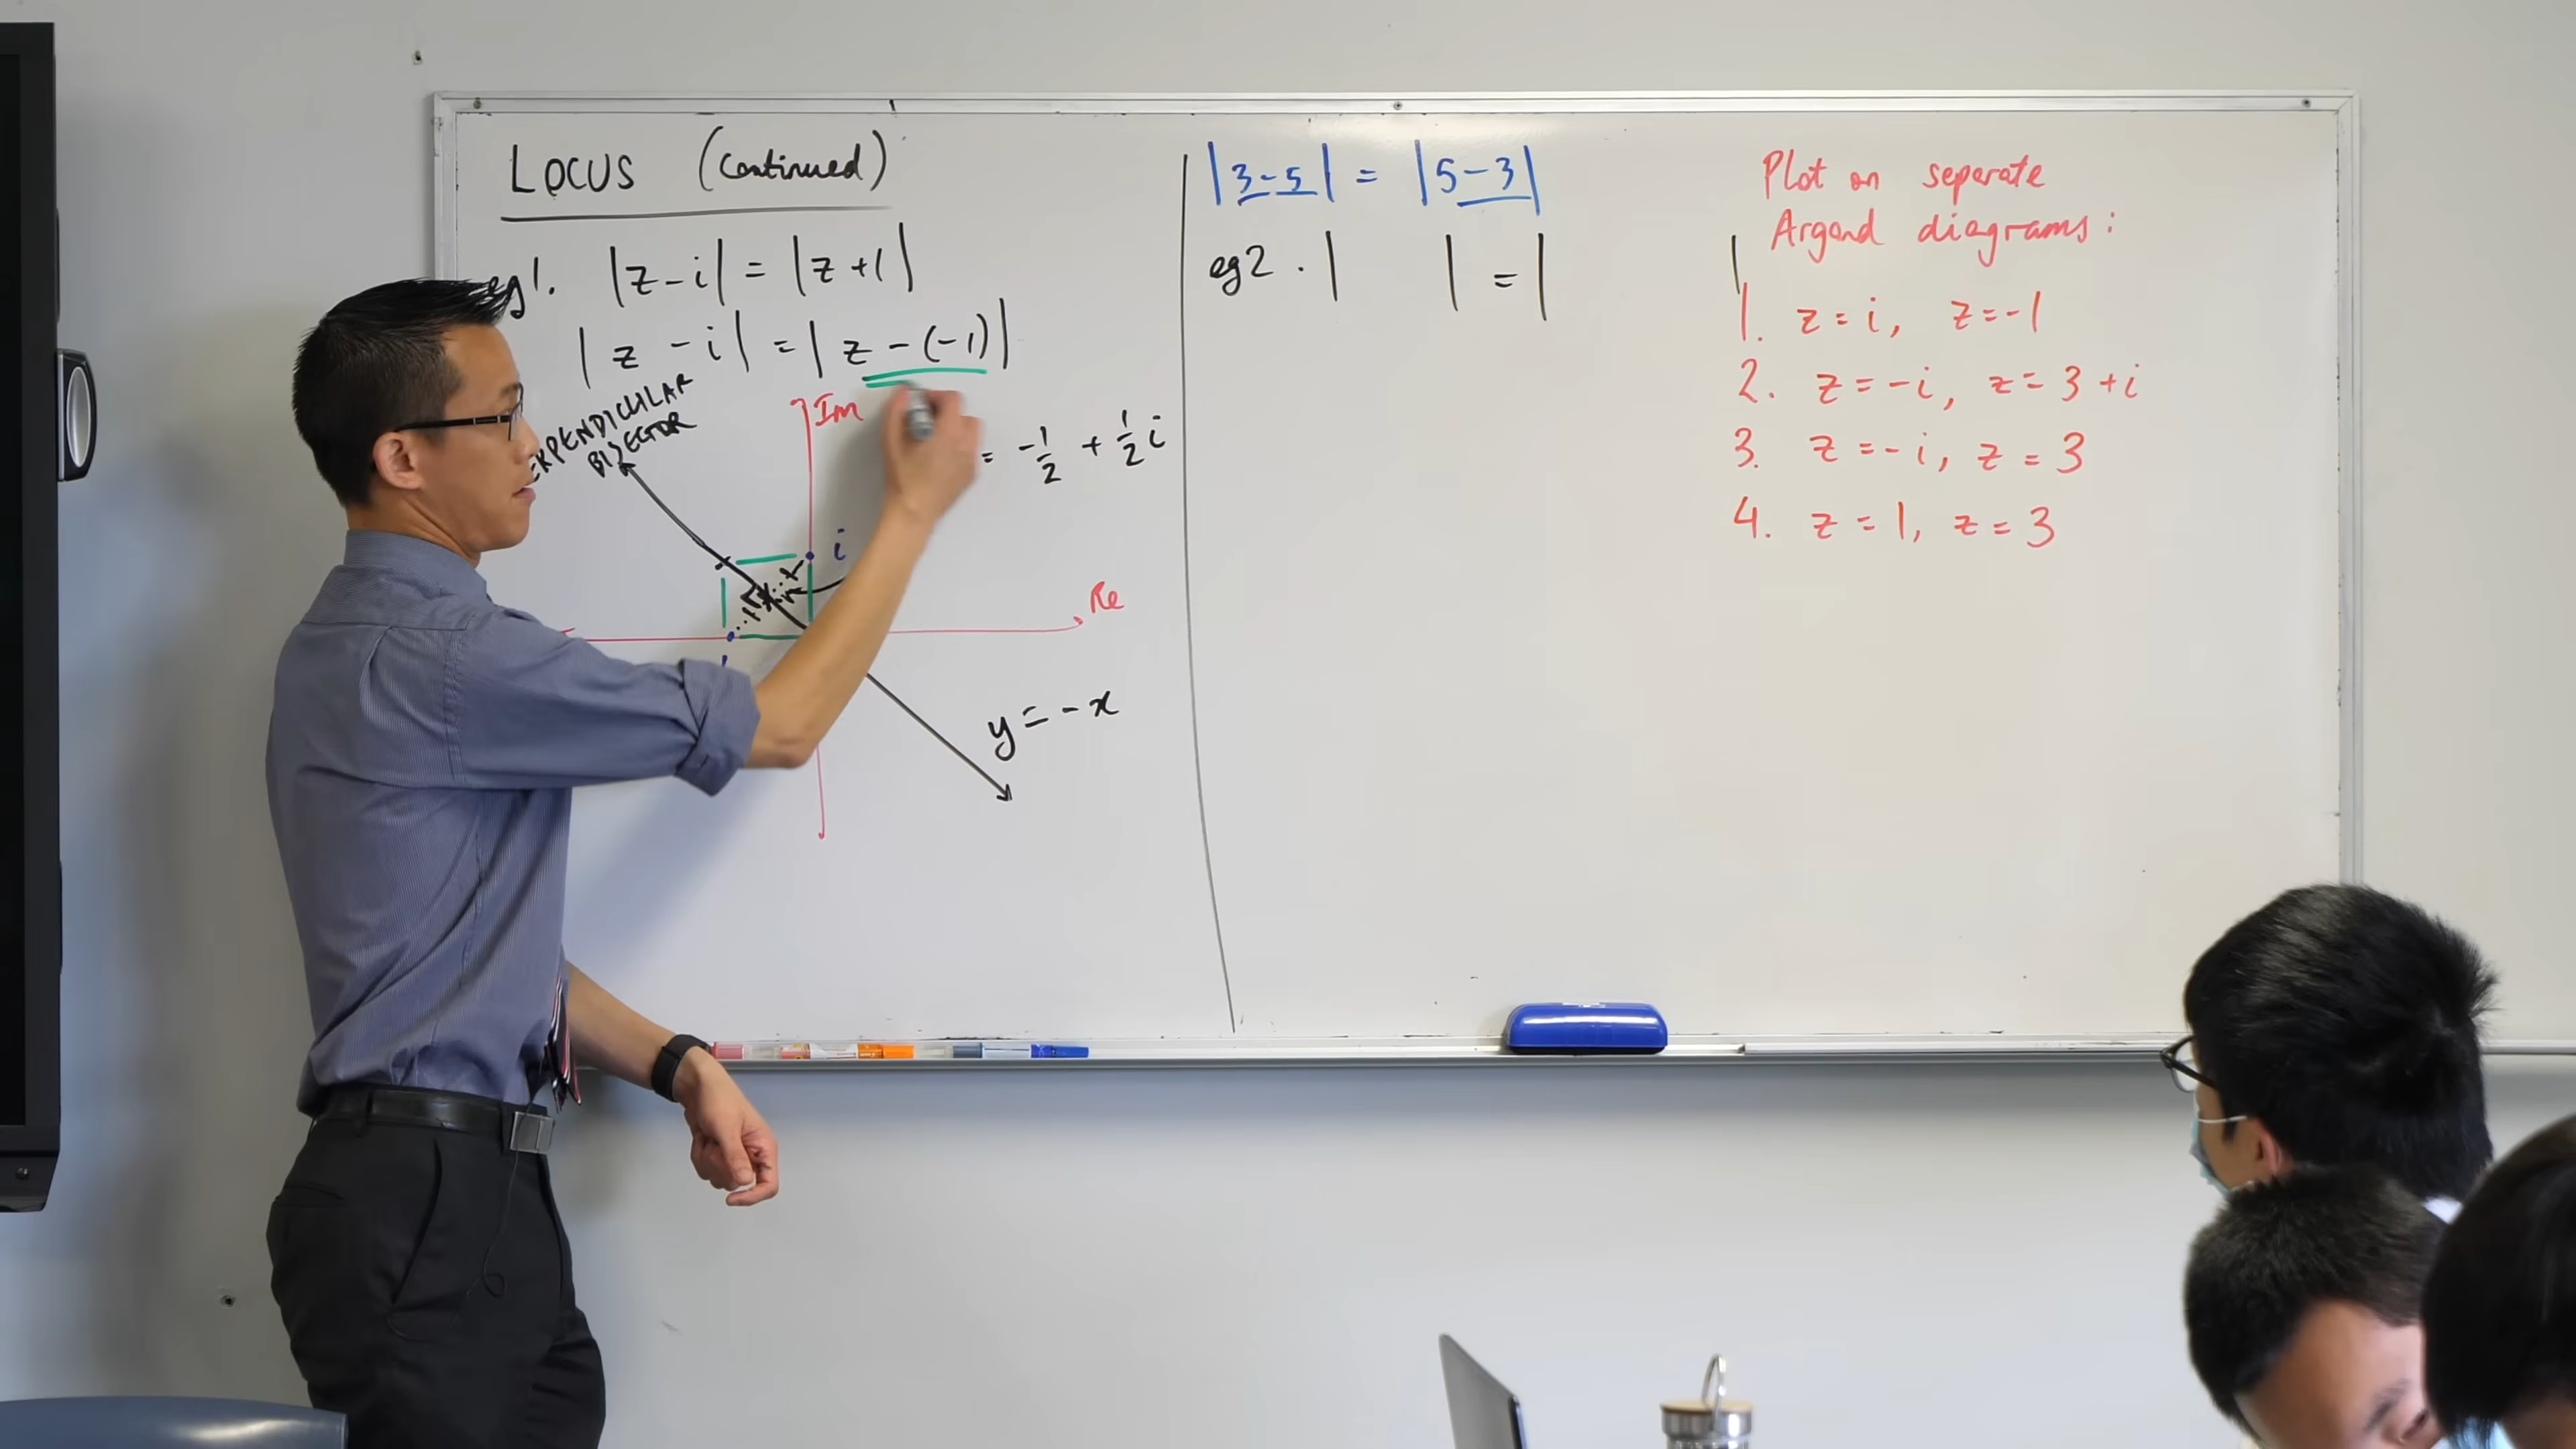 Locus (continued)
eg1. |z-i| = |z+1|
|z -i| = |z-(-1)|
BISECTOR
Im
= -1/2 + 1/2 i
i
Re
y = -x
|3-5| = |5-3|
eg2. | | = | |
Plot on separate
Argand diagrams:
1. z = i, z = -1
2. z = -i, z = 3 + i
3. z = -i, z = 3
4. z = 1, z = 3